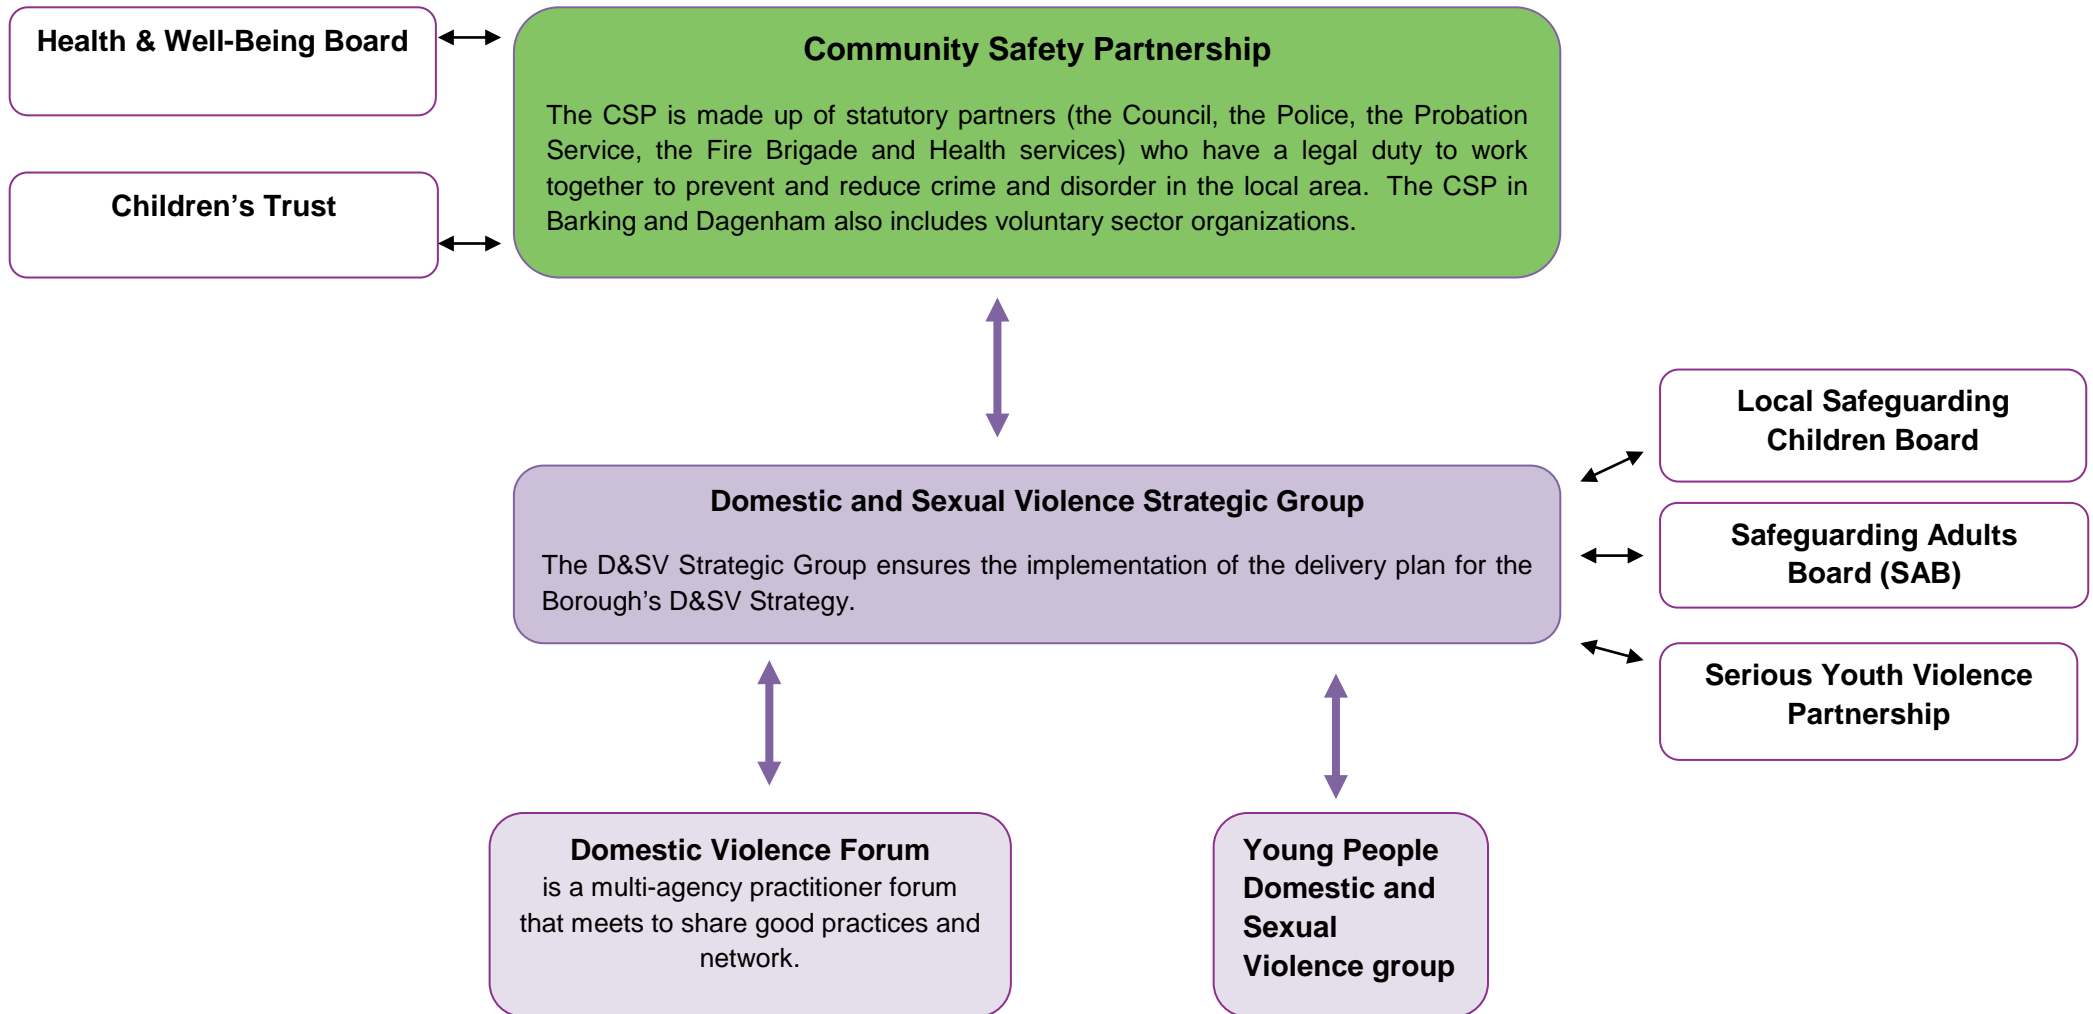 Health & Well-Being Board
Children’s Trust
Community Safety Partnership
The CSP is made up of statutory partners (the Council, the Police, the Probation
Service, the Fire Brigade and Health services) who have a legal duty to work
together to prevent and reduce crime and disorder in the local area. The CSP in
Barking and Dagenham also includes voluntary sector organizations.
Domestic and Sexual Violence Strategic Group
The D&SV Strategic Group ensures the implementation of the delivery plan for the
Borough’s D&SV Strategy.
Local Safeguarding
Children Board
Safeguarding Adults
Board (SAB)
Serious Youth Violence
Partnership
Domestic Violence Forum
is a multi-agency practitioner forum
that meets to share good practices and
network.
Young People
Domestic and
Sexual
Violence group